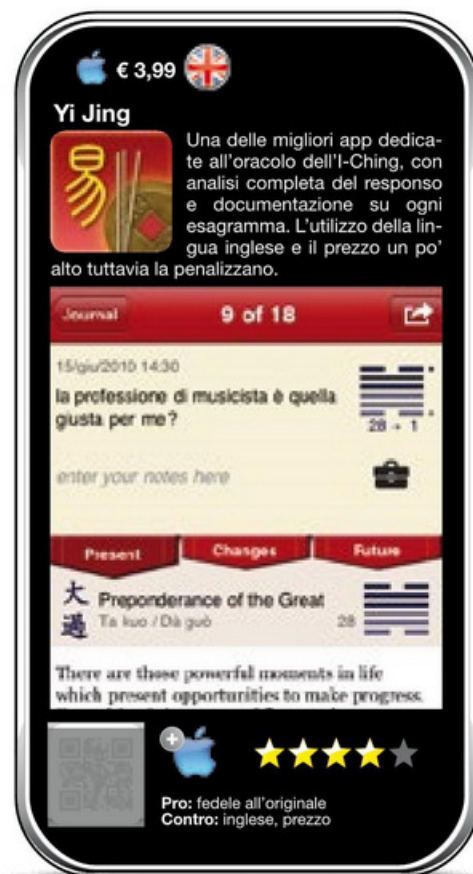 € 3,99
Yi Jing
易
Una delle migliori app dedica-
te all'oracolo dell'I-Ching, con
analisi completa del responso
e documentazione su ogni
esagramma. L'utilizzo della lin-
gua inglese e il prezzo un po'
alto tuttavia la penalizzano.
Journal
9 of 18
15/giu/2010 14:30
la professione di musicista è quella
giusta per me?
28 → 1
enter your notes here
Present
Changes
Future
大過
Preponderance of the Great
Ta kuo / Dà guò
28
There are those powerful moments in life
which present opportunities to make progress.
Pro: fedele all'originale
Contro: inglese, prezzo